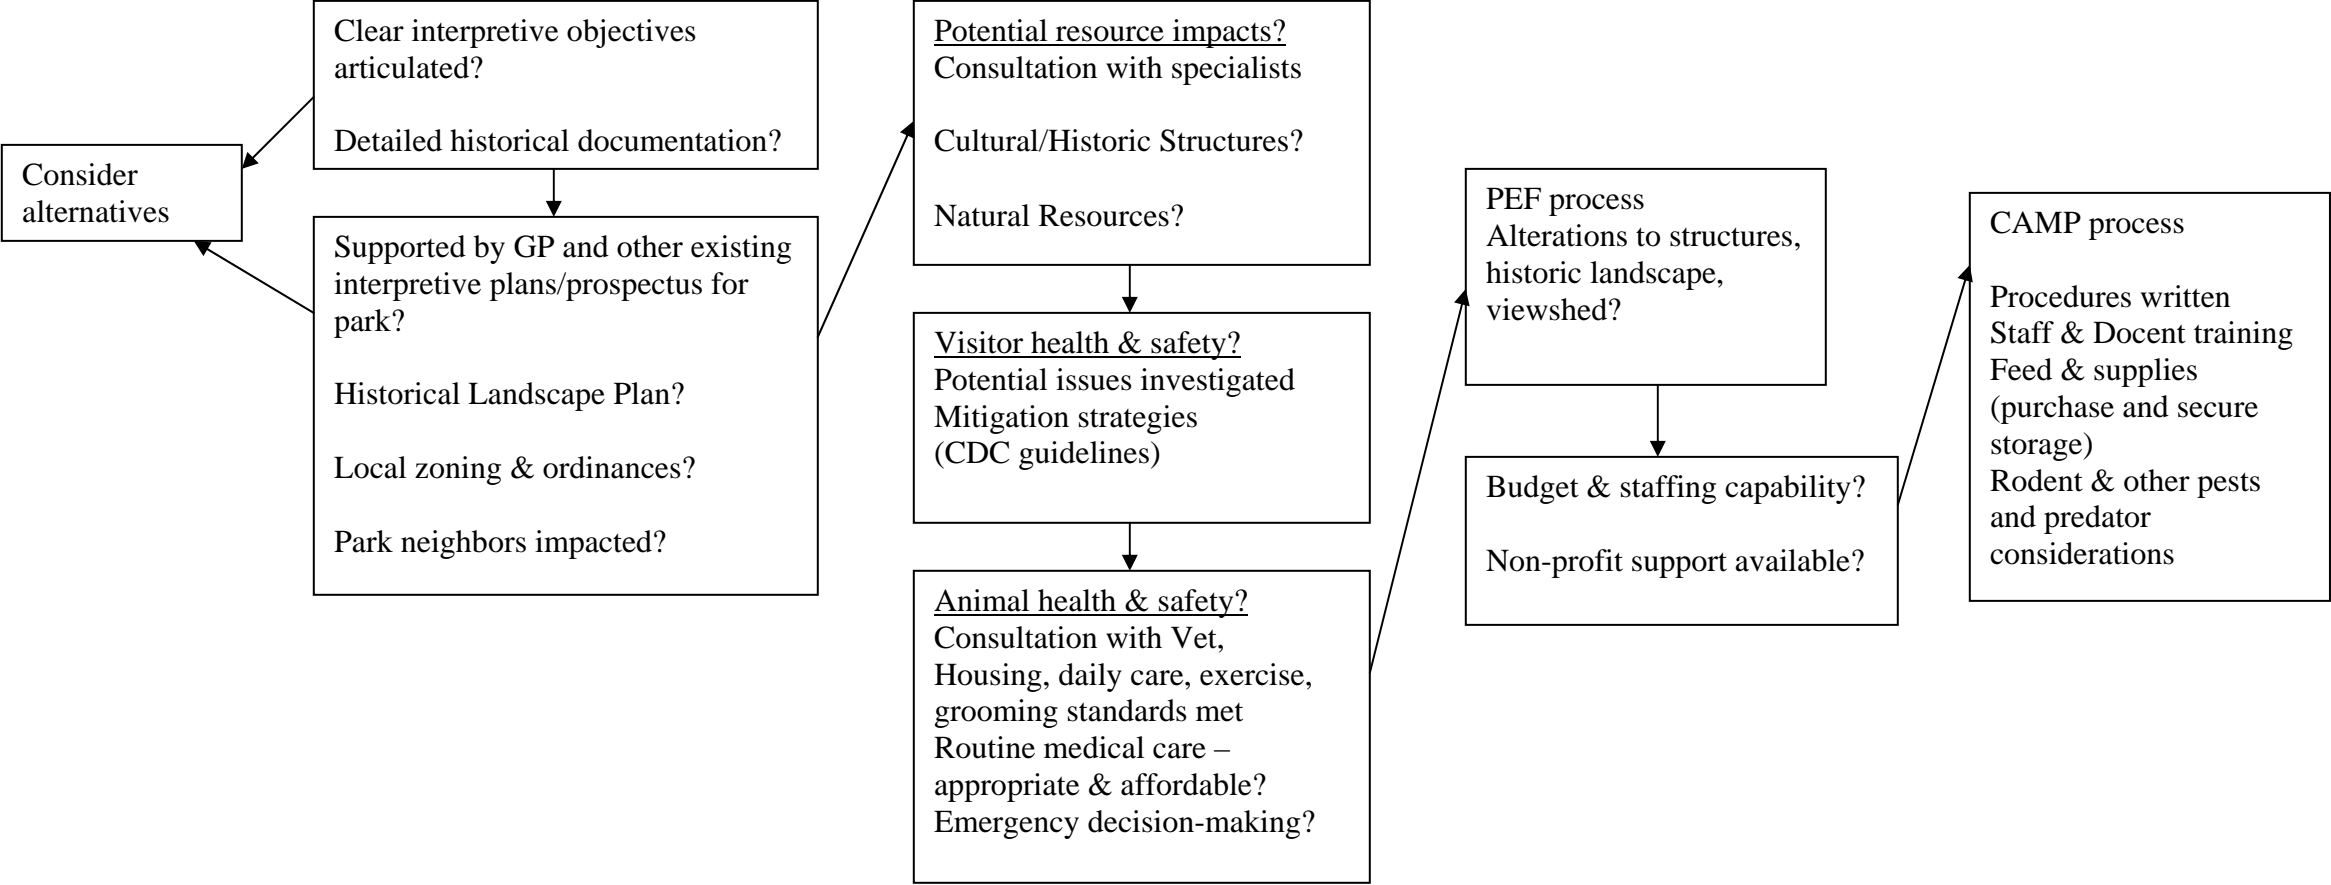 Consider
alternatives
Clear interpretive objectives
articulated?
Detailed historical documentation?
Supported by GP and other existing
interpretive plans/prospectus for
park?
Historical Landscape Plan?
Local zoning & ordinances?
Park neighbors impacted?
Potential resource impacts?
Consultation with specialists
Cultural/Historic Structures?
Natural Resources?
Visitor health & safety?
Potential issues investigated
Mitigation strategies
(CDC guidelines)
Animal health & safety?
Consultation with Vet,
Housing, daily care, exercise,
grooming standards met
Routine medical care –
appropriate & affordable?
Emergency decision-making?
PEF process
Alterations to structures,
historic landscape,
viewshed?
Budget & staffing capability?
Non-profit support available?
CAMP process
Procedures written
Staff & Docent training
Feed & supplies
(purchase and secure
storage)
Rodent & other pests
and predator
considerations